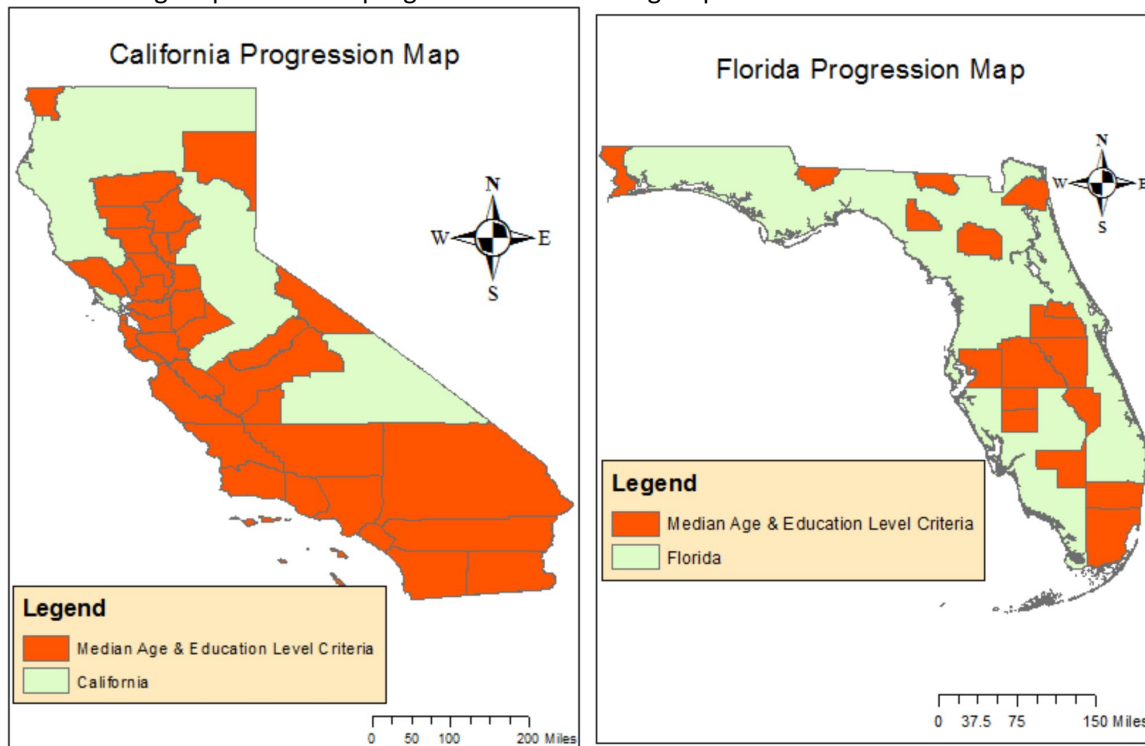 California Progression Map
N
W E
S
Legend
Median Age & Education Level Criteria
California
0 50 100 200 Miles
Florida Progression Map
N
W E
S
Legend
Median Age & Education Level Criteria
Florida
0 37.5 75 150 Miles